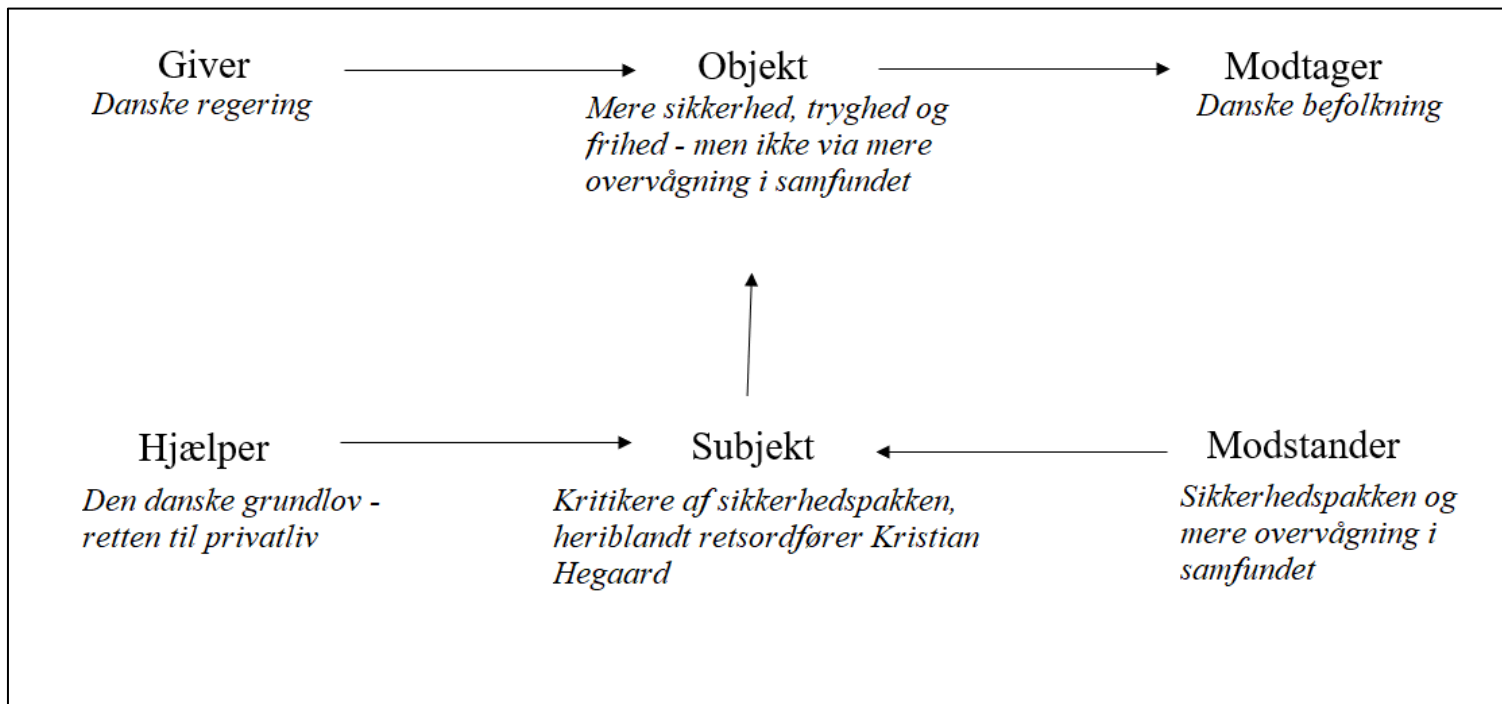 Giver
Danske regering
Objekt
Mere sikkerhed, tryghed og
frihed - men ikke via mere
overvågning i samfundet
Modtager
Danske befolkning
Hjælper
Den danske grundlov -
retten til privatliv
Subjekt
Kritikere af sikkerhedspakken,
heriblandt retsordfører Kristian
Hegaard
Modstander
Sikkerhedspakken og
mere overvågning i
samfundet